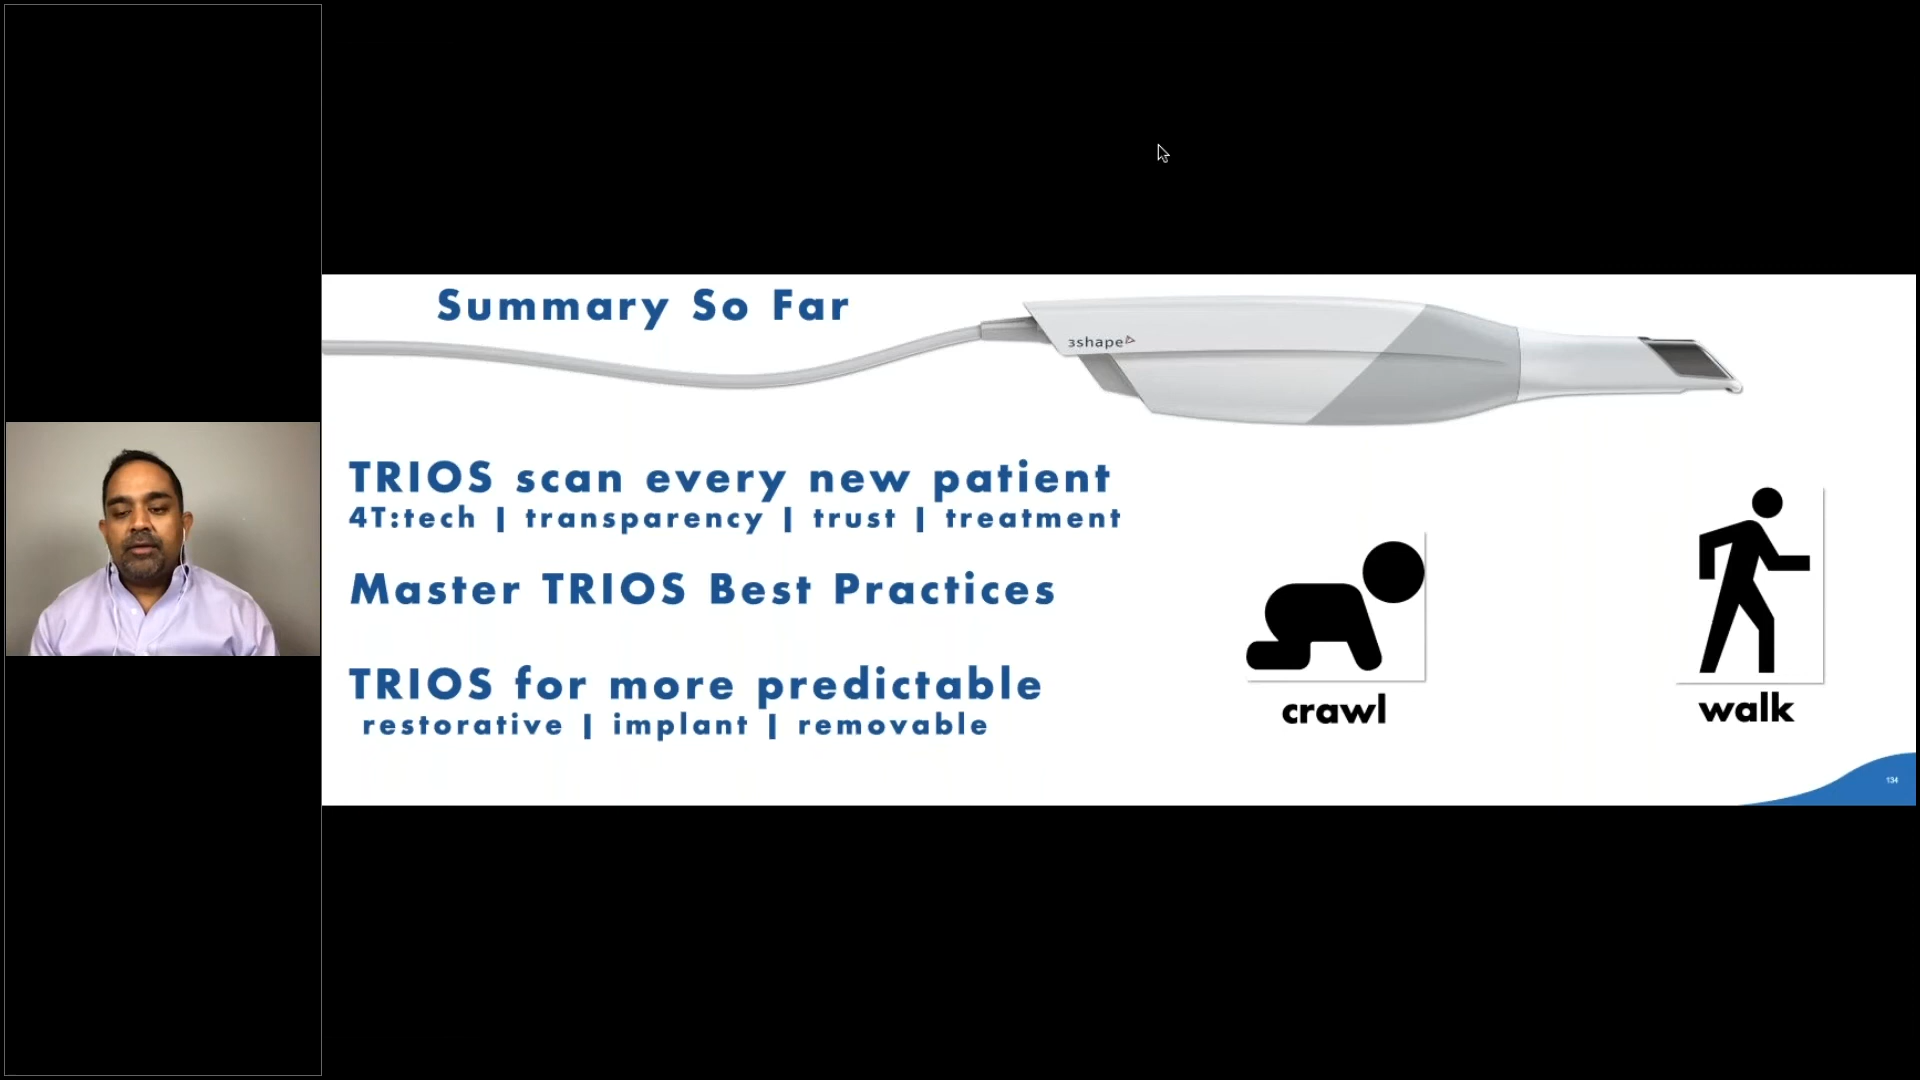 Summary So Far
3shape
TRIOS scan every new patient
4T:tech | transparency | trust | treatment
Master TRIOS Best Practices
TRIOS for more predictable
restorative | implant | removable
crawl
walk
134